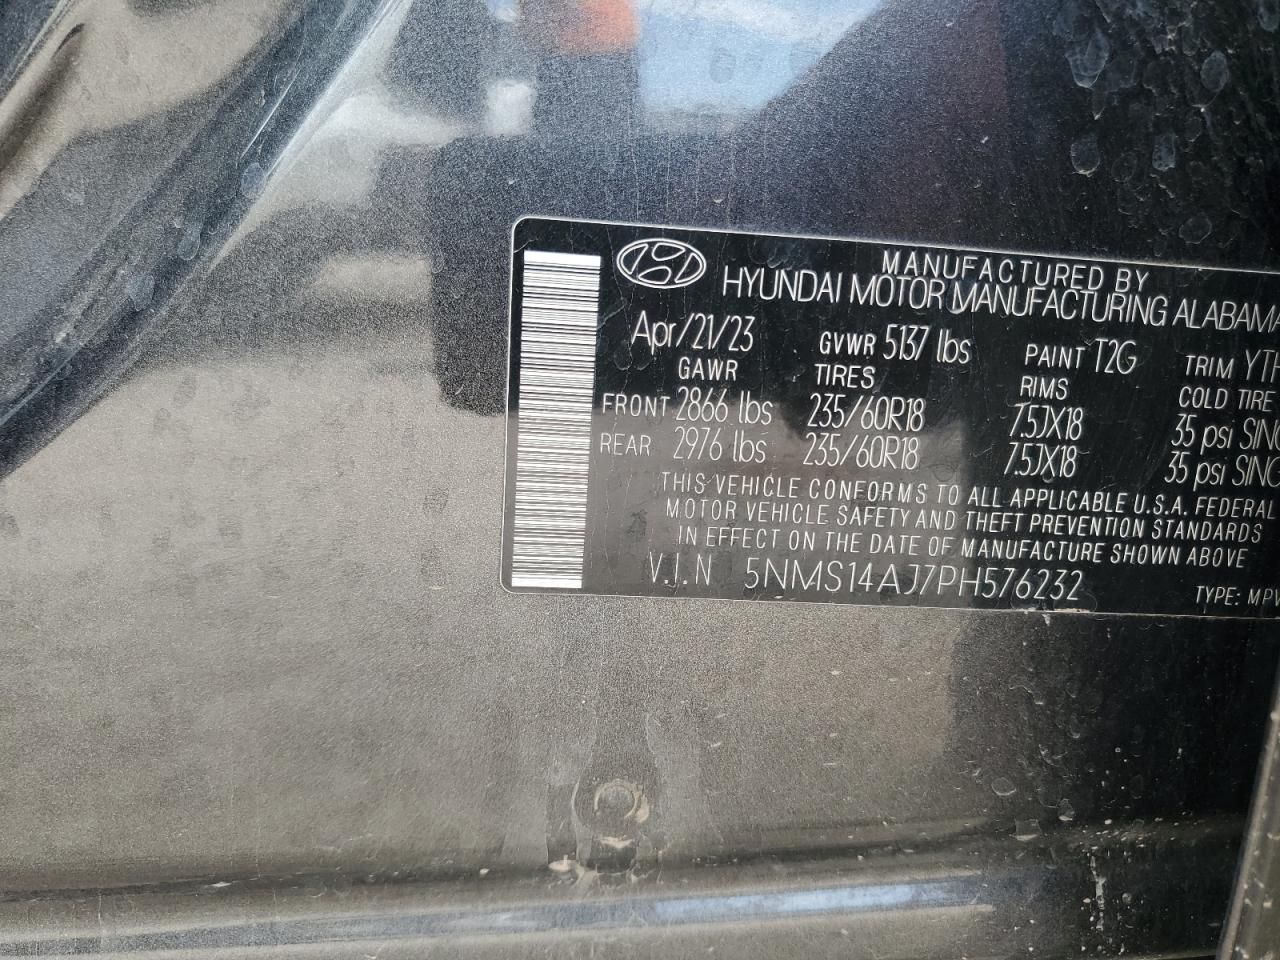 MANUFACTURED BY
HYUNDAI MOTOR MANUFACTURING ALABAMA
Apr/21/23 GVWR 5137 lbs PAINT T2G TRIM
GAWR TIRES RIMS COLD TIRE
FRONT 2866 lbs 235/60R18 7.5JX18 35 psi
REAR 2976 lbs 235/60R18 7.5JX18 35 psi
THIS VEHICLE CONFORMS TO ALL APPLICABLE U.S.A. FEDERAL
MOTOR VEHICLE SAFETY AND THEFT PREVENTION STANDARDS
IN EFFECT ON THE DATE OF MANUFACTURE SHOWN ABOVE
V.I.N 5NMS14AJ7PH576232 TYPE: MPV